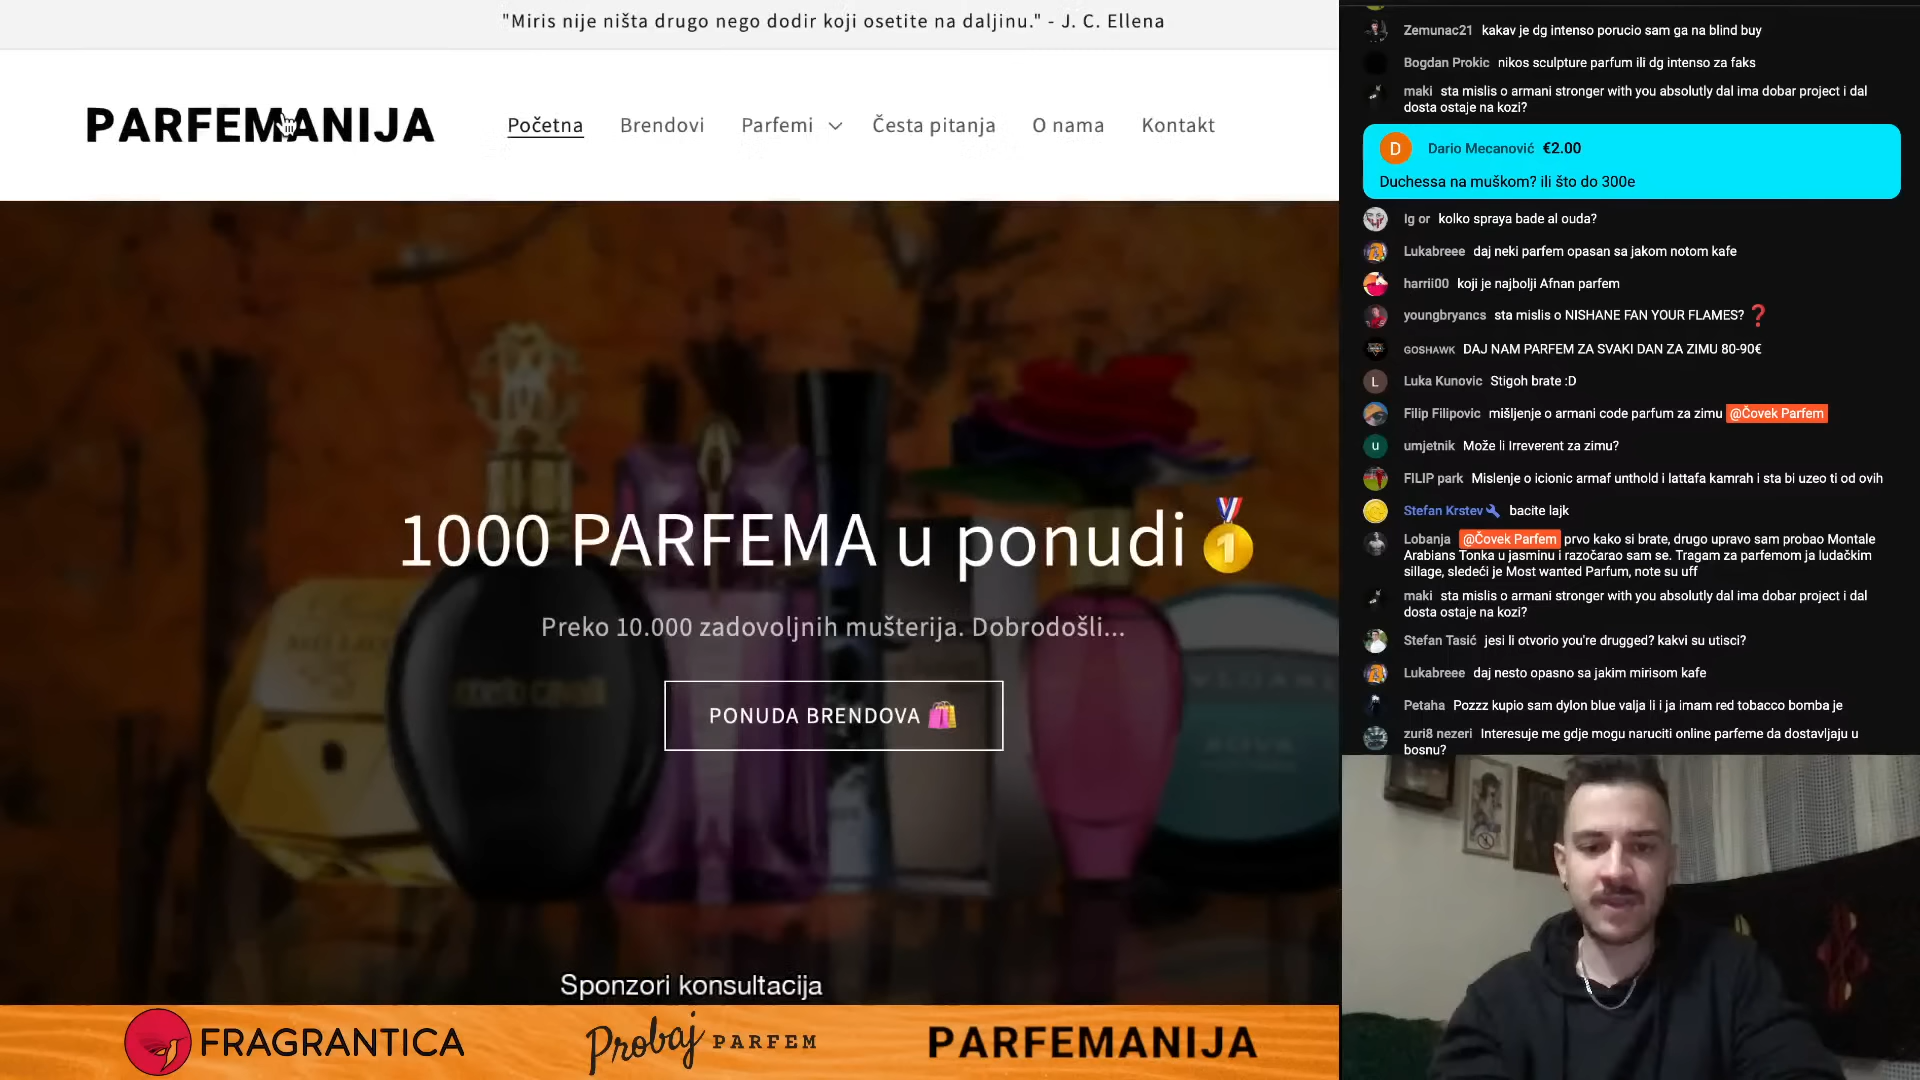 "Miris nije ništa drugo nego dodir koji osetite na daljinu." - J. C. Ellena
PARFEMANIJA
Početna
Brendovi
Parfemi
Česta pitanja
O nama
Kontakt
1000 PARFEMA u ponudi🏅
Preko 10.000 zadovoljnih mušterija. Dobrodošli...
PONUDA BRENDOVA 🛍️
Sponzori konsultacija
FRAGRANTICA
Probaj PARFEM
PARFEMANIJA
Zemunac21 kakav je dg intenso porucio sam ga na blind buy
Bogdan Prokic nikos sculpture parfum ili dg intenso za faks
maki sta mislis o armani stronger with you absolutly dal ima dobar project i dal
dosta ostaje na kozi?
D Dario Mecanović €2.00
Duchessa na muškom? ili što do 300e
Ig or kolko spraya bade al ouda?
Lukabreee daj neki parfem opasan sa jakom notom kafe
harrii00 koji je najbolji Afnan parfem
youngbryancs sta mislis o NISHANE FAN YOUR FLAMES? ❓
GOSHAWK DAJ NAM PARFEM ZA SVAKI DAN ZA ZIMU 80-90€
L Luka Kunovic Stigoh brate :D
Filip Filipovic mišljenje o armani code parfum za zimu @Čovek Parfem
u umjetnik Može li Irreverent za zimu?
FILIP park Mislenje o icionic armaf unthold i lattafa kamrah i sta bi uzeo ti od ovih
Stefan Krstev🔧 bacite lajk
Lobanja @Čovek Parfem prvo kako si brate, drugo upravo sam probao Montale
Arabians Tonka u jasminu i razočarao sam se. Tragam za parfemom ja ludačkim
sillage, sledeći je Most wanted Parfum, note su uff
maki sta mislis o armani stronger with you absolutly dal ima dobar project i dal
dosta ostaje na kozi?
Stefan Tasić jesi li otvorio you're drugged? kakvi su utisci?
Lukabreee daj nesto opasno sa jakim mirisom kafe
Petaha Pozzz kupio sam dylon blue valja li i ja imam red tobacco bomba je
zuri8 nezeri Interesuje me gdje mogu naruciti online parfeme da dostavljaju u
bosnu?